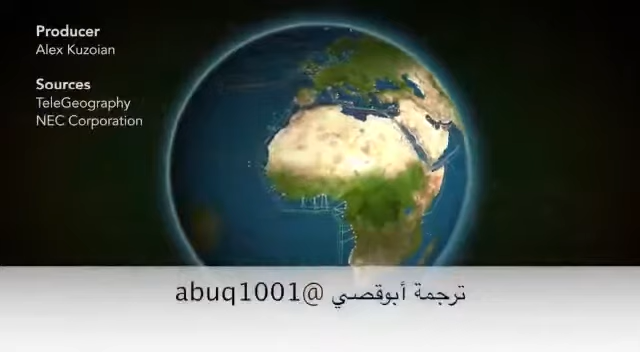 Producer
Alex Kuzoian
Sources
TeleGeography
NEC Corporation
ترجمة أبوقصي @abuq1001